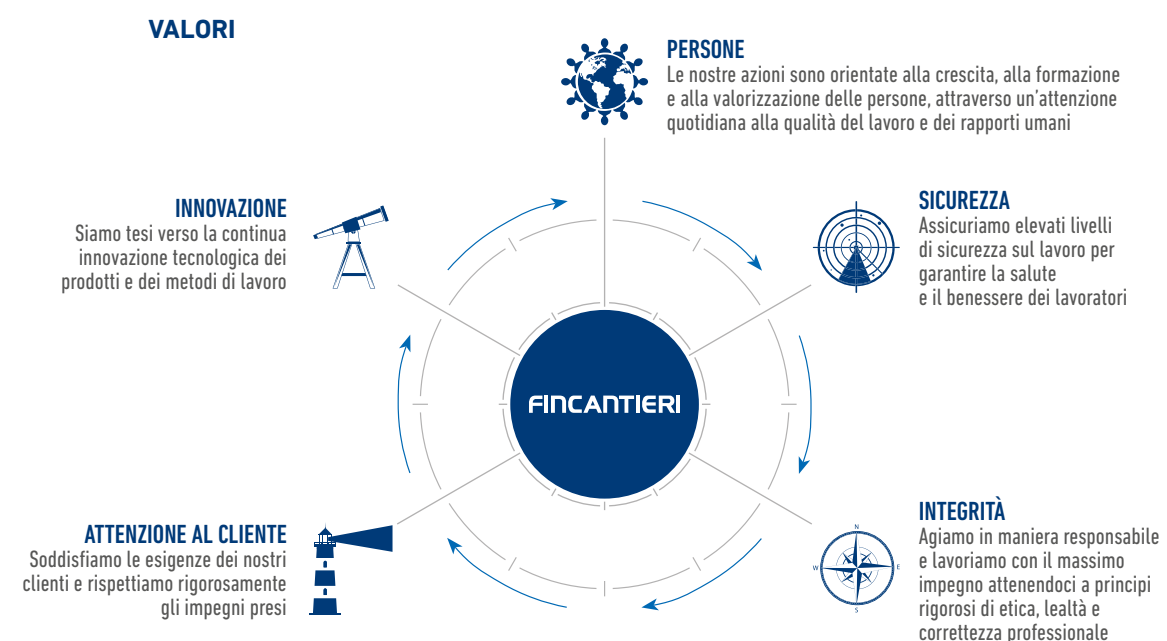 VALORI
PERSONE
Le nostre azioni sono orientate alla crescita, alla formazione
e alla valorizzazione delle persone, attraverso un'attenzione
quotidiana alla qualità del lavoro e dei rapporti umani
SICUREZZA
Assicuriamo elevati livelli
di sicurezza sul lavoro per
garantire la salute
e il benessere dei lavoratori
INNOVAZIONE
Siamo tesi verso la continua
innovazione tecnologica dei
prodotti e dei metodi di lavoro
FINCANTIERI
ATTENZIONE AL CLIENTE
Soddisfiamo le esigenze dei nostri
clienti e rispettiamo rigorosamente
gli impegni presi
N
W
E
S
INTEGRITÀ
Agiamo in maniera responsabile
e lavoriamo con il massimo
impegno attenendoci a principi
rigorosi di etica, lealtà e
correttezza professionale